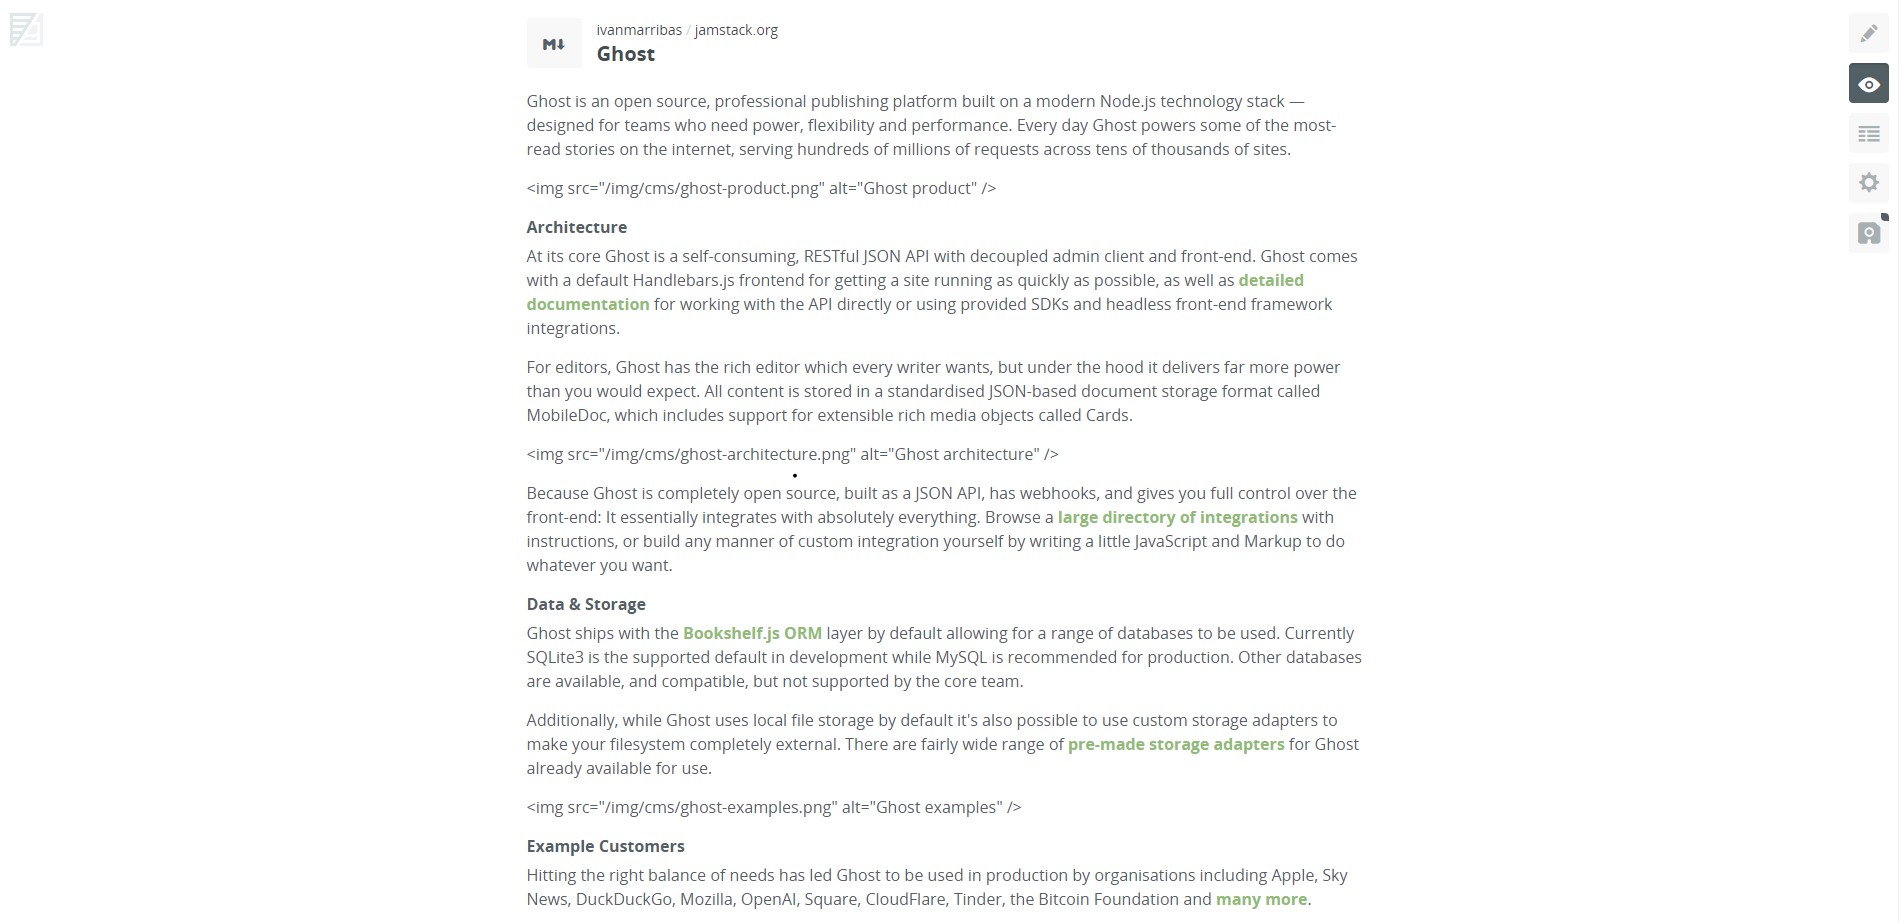 ivanmarribas / jamstack.org
M↓
Ghost
Ghost is an open source, professional publishing platform built on a modern Node.js technology stack —
designed for teams who need power, flexibility and performance. Every day Ghost powers some of the most-
read stories on the internet, serving hundreds of millions of requests across tens of thousands of sites.
<img src="/img/cms/ghost-product.png" alt="Ghost product" />
Architecture
At its core Ghost is a self-consuming, RESTful JSON API with decoupled admin client and front-end. Ghost comes
with a default Handlebars.js frontend for getting a site running as quickly as possible, as well as detailed
documentation for working with the API directly or using provided SDKs and headless front-end framework
integrations.
For editors, Ghost has the rich editor which every writer wants, but under the hood it delivers far more power
than you would expect. All content is stored in a standardised JSON-based document storage format called
MobileDoc, which includes support for extensible rich media objects called Cards.
<img src="/img/cms/ghost-architecture.png" alt="Ghost architecture" />
Because Ghost is completely open source, built as a JSON API, has webhooks, and gives you full control over the
front-end: It essentially integrates with absolutely everything. Browse a large directory of integrations with
instructions, or build any manner of custom integration yourself by writing a little JavaScript and Markup to do
whatever you want.
Data & Storage
Ghost ships with the Bookshelf.js ORM layer by default allowing for a range of databases to be used. Currently
SQLite3 is the supported default in development while MySQL is recommended for production. Other databases
are available, and compatible, but not supported by the core team.
Additionally, while Ghost uses local file storage by default it's also possible to use custom storage adapters to
make your filesystem completely external. There are fairly wide range of pre-made storage adapters for Ghost
already available for use.
<img src="/img/cms/ghost-examples.png" alt="Ghost examples" />
Example Customers
Hitting the right balance of needs has led Ghost to be used in production by organisations including Apple, Sky
News, DuckDuckGo, Mozilla, OpenAI, Square, CloudFlare, Tinder, the Bitcoin Foundation and many more.